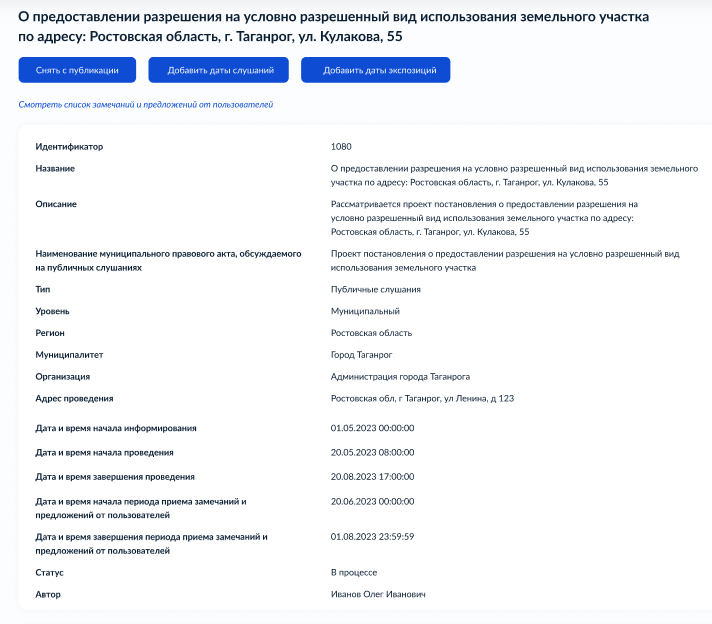 О предоставлении разрешения на условно разрешенный вид использования земельного участка
по адресу: Ростовская область, г. Таганрог, ул. Кулакова, 55
Снять с публикации
Добавить даты слушаний
Добавить даты экспозиций
Смотреть список замечаний и предложений от пользователей
Идентификатор
1080
Название
О предоставлении разрешения на условно разрешенный вид использования земельного
участка по адресу: Ростовская область, г. Таганрог, ул. Кулакова, 55
Описание
Рассматривается проект постановления о предоставлении разрешения на
условно разрешенный вид использования земельного участка по адресу:
Ростовская область, г. Таганрог, ул. Кулакова, 55
Наименование муниципального правового акта, обсуждаемого
на публичных слушаниях
Проект постановления о предоставлении разрешения на условно разрешенный вид
использования земельного участка
Тип
Публичные слушания
Уровень
Муниципальный
Регион
Ростовская область
Муниципалитет
Город Таганрог
Организация
Администрация города Таганрога
Адрес проведения
Ростовская обл, г Таганрог, ул Ленина, д 123
Дата и время начала информирования
01.05.2023 00:00:00
Дата и время начала проведения
20.05.2023 08:00:00
Дата и время завершения проведения
20.08.2023 17:00:00
Дата и время начала периода приема замечаний и
предложений от пользователей
20.06.2023 00:00:00
Дата и время завершения периода приема замечаний и
предложений от пользователей
01.08.2023 23:59:59
Статус
В процессе
Автор
Иванов Олег Иванович